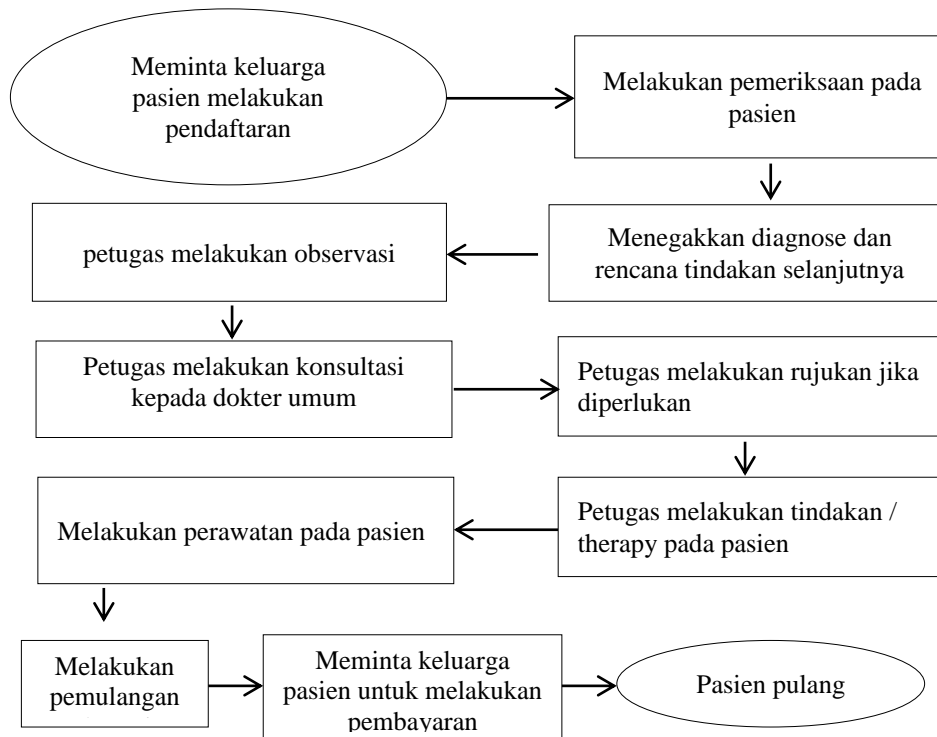 Meminta keluarga
pasien melakukan
pendaftaran
Melakukan pemeriksaan pada
pasien
Menegakkan diagnose dan
rencana tindakan selanjutnya
petugas melakukan observasi
Petugas melakukan konsultasi
kepada dokter umum
Petugas melakukan rujukan jika
diperlukan
Petugas melakukan tindakan /
therapy pada pasien
Melakukan perawatan pada pasien
Melakukan
pemulangan
Meminta keluarga
pasien untuk melakukan
pembayaran
Pasien pulang